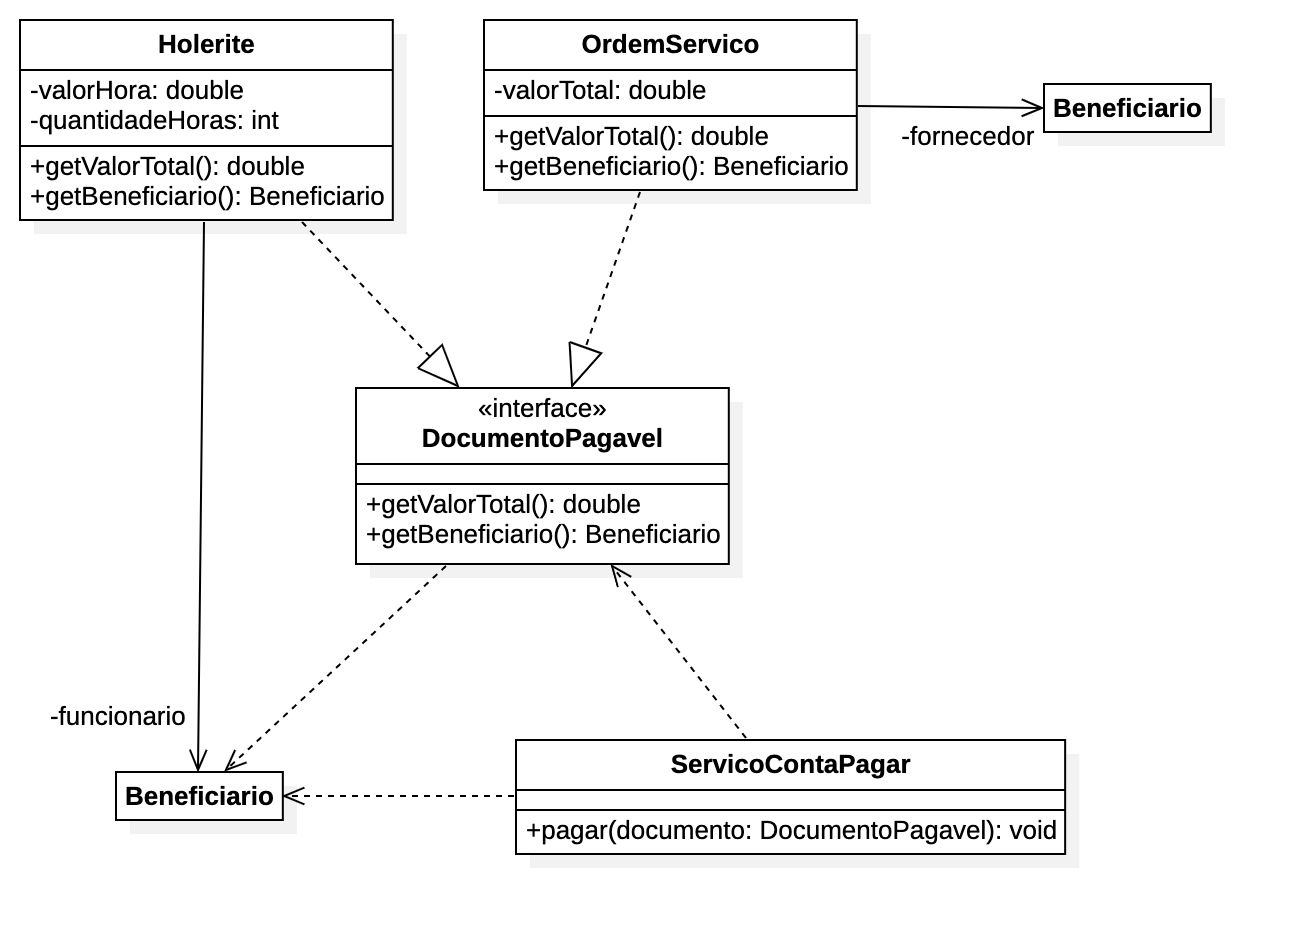 Holerite
-valorHora: double
-quantidadeHoras: int
+getValorTotal(): double
+getBeneficiario(): Beneficiario
OrdemServico
-valorTotal: double
+getValorTotal(): double
+getBeneficiario(): Beneficiario
Beneficiario
-fornecedor
«interface»
DocumentoPagavel
+getValorTotal(): double
+getBeneficiario(): Beneficiario
-funcionario
Beneficiario
ServicoContaPagar
+pagar(documento: DocumentoPagavel): void